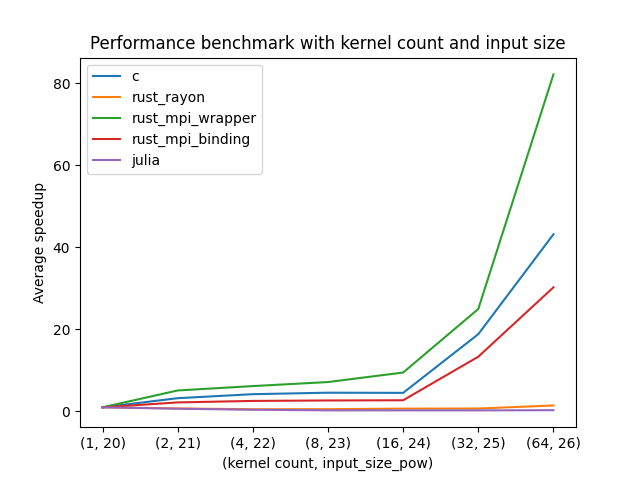 Performance benchmark with kernel count and input size
c
rust_rayon
rust_mpi_wrapper
rust_mpi_binding
julia
Average speedup
80
60
40
20
0
(1, 20) (2, 21) (4, 22) (8, 23) (16, 24) (32, 25) (64, 26)
(kernel count, input_size_pow)